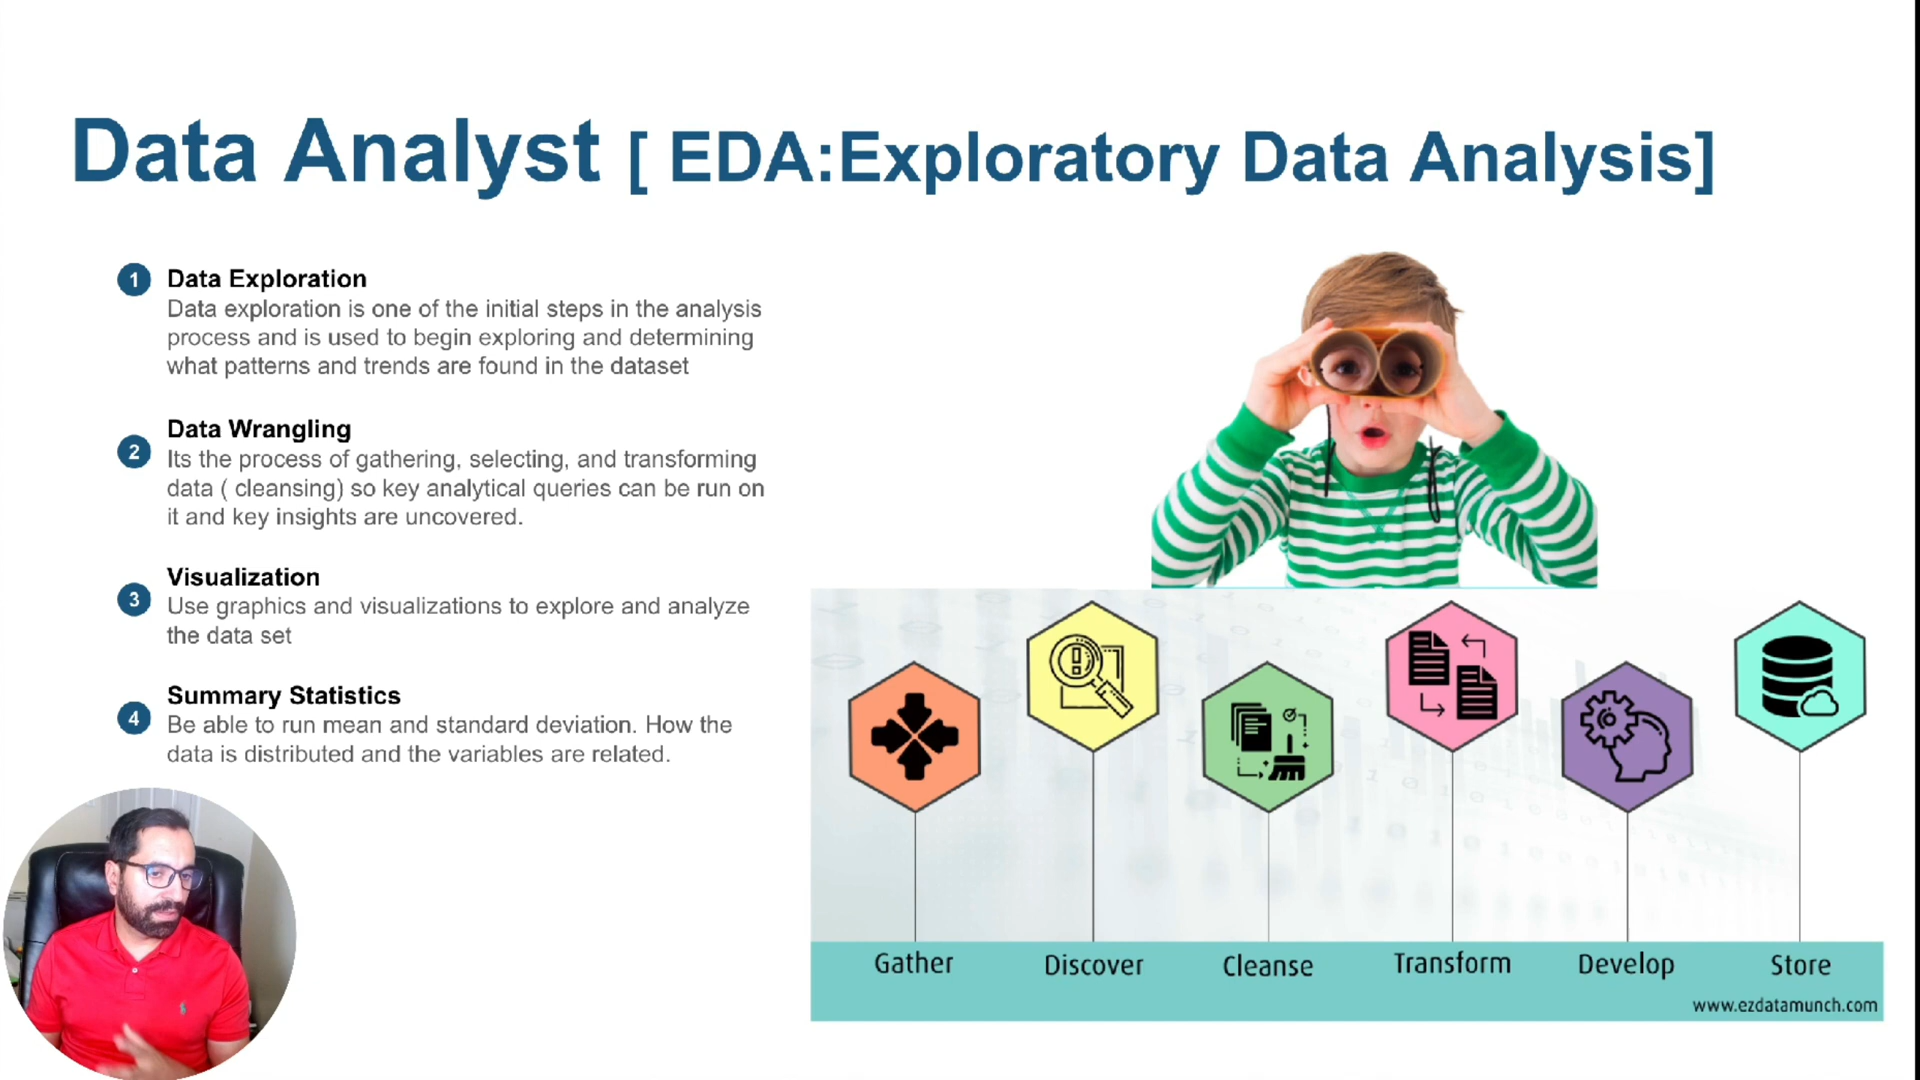 Data Analyst [ EDA:Exploratory Data Analysis]
1 Data Exploration
Data exploration is one of the initial steps in the analysis
process and is used to begin exploring and determining
what patterns and trends are found in the dataset
Data Wrangling
2 Its the process of gathering, selecting, and transforming
data ( cleansing) so key analytical queries can be run on
it and key insights are uncovered.
Visualization
3 Use graphics and visualizations to explore and analyze
the data set
Summary Statistics
4 Be able to run mean and standard deviation. How the
data is distributed and the variables are related.
Gather Discover Cleanse Transform Develop Store
www.ezdatamunch.com